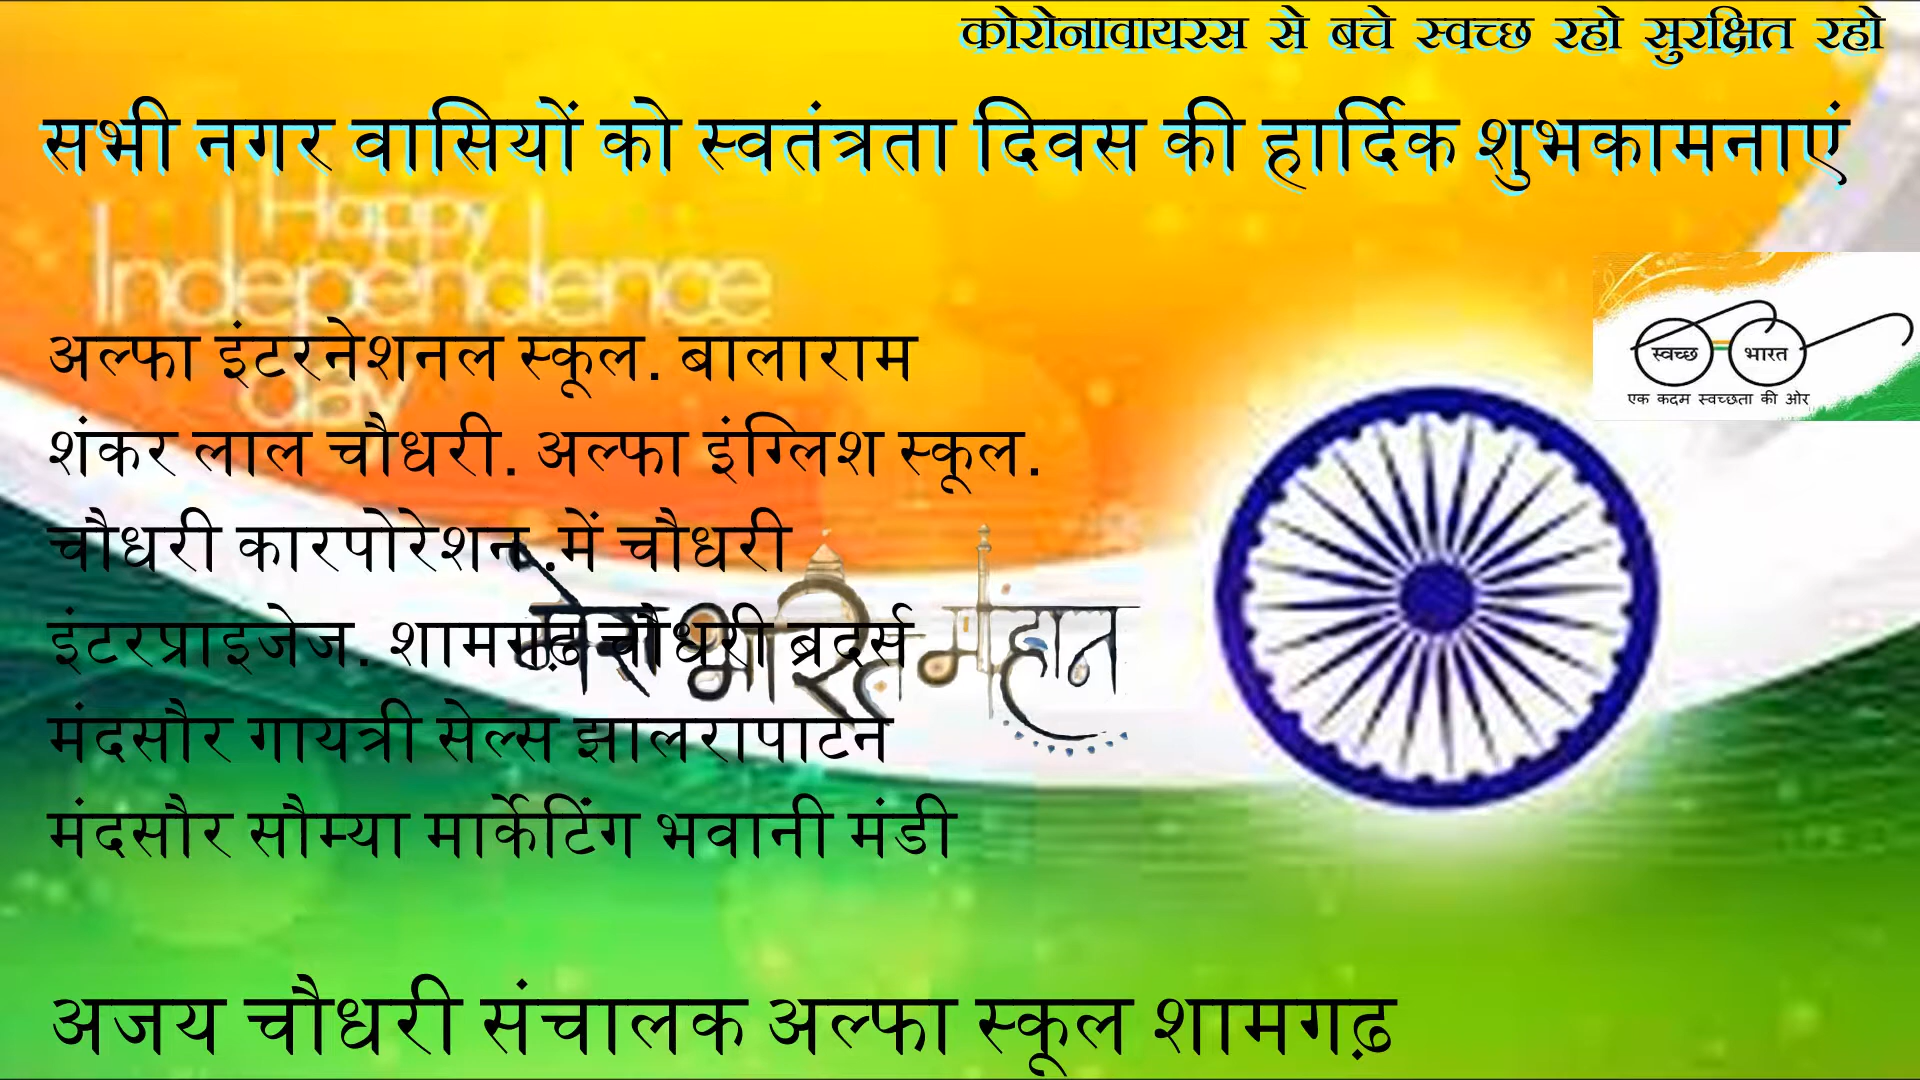 कोरोनावायरस से बचे स्वच्छ रहो सुरक्षित रहो
सभी नगर वासियों को स्वतंत्रता दिवस की हार्दिक शुभकामनाएं
Happy
Independence
day
स्वच्छ भारत
एक कदम स्वच्छता की ओर
अल्फा इंटरनेशनल स्कूल. बालाराम
शंकर लाल चौधरी. अल्फा इंग्लिश स्कूल.
चौधरी कारपोरेशन .में चौधरी
इंटरप्राइजेज. शामगढ़ चौधरी ब्रदर्स
मेरा भारत महान
मंदसौर गायत्री सेल्स झालरापाटन
मंदसौर सौम्या मार्केटिंग भवानी मंडी
अजय चौधरी संचालक अल्फा स्कूल शामगढ़